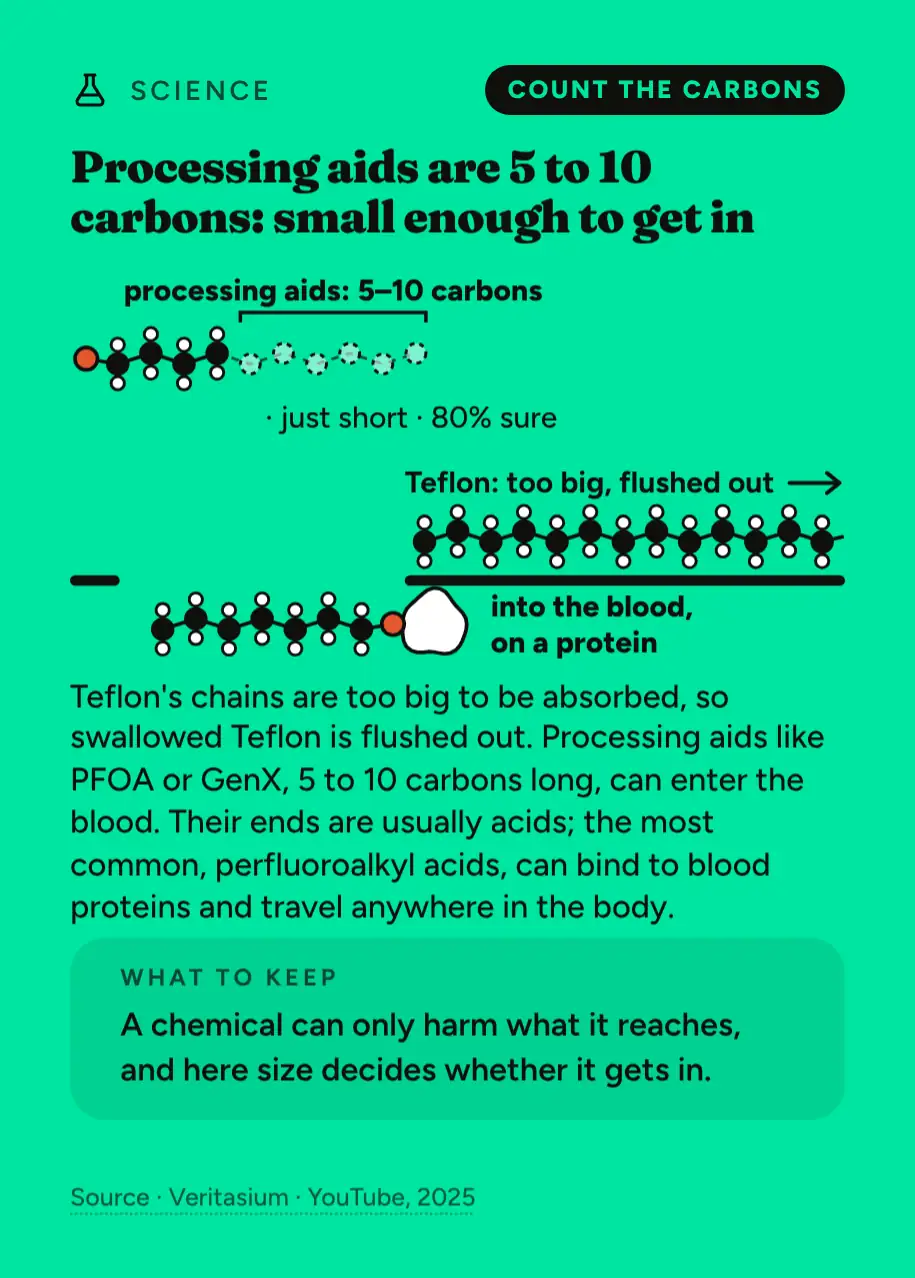 SCIENCE
COUNT THE CARBONS
Processing aids are 5 to 10
carbons: small enough to get in
processing aids: 5–10 carbons
· just short · 80% sure
Teflon: too big, flushed out →
into the blood,
on a protein
Teflon's chains are too big to be absorbed, so
swallowed Teflon is flushed out. Processing aids like
PFOA or GenX, 5 to 10 carbons long, can enter the
blood. Their ends are usually acids; the most
common, perfluoroalkyl acids, can bind to blood
proteins and travel anywhere in the body.
WHAT TO KEEP
A chemical can only harm what it reaches,
and here size decides whether it gets in.
Source · Veritasium · YouTube, 2025